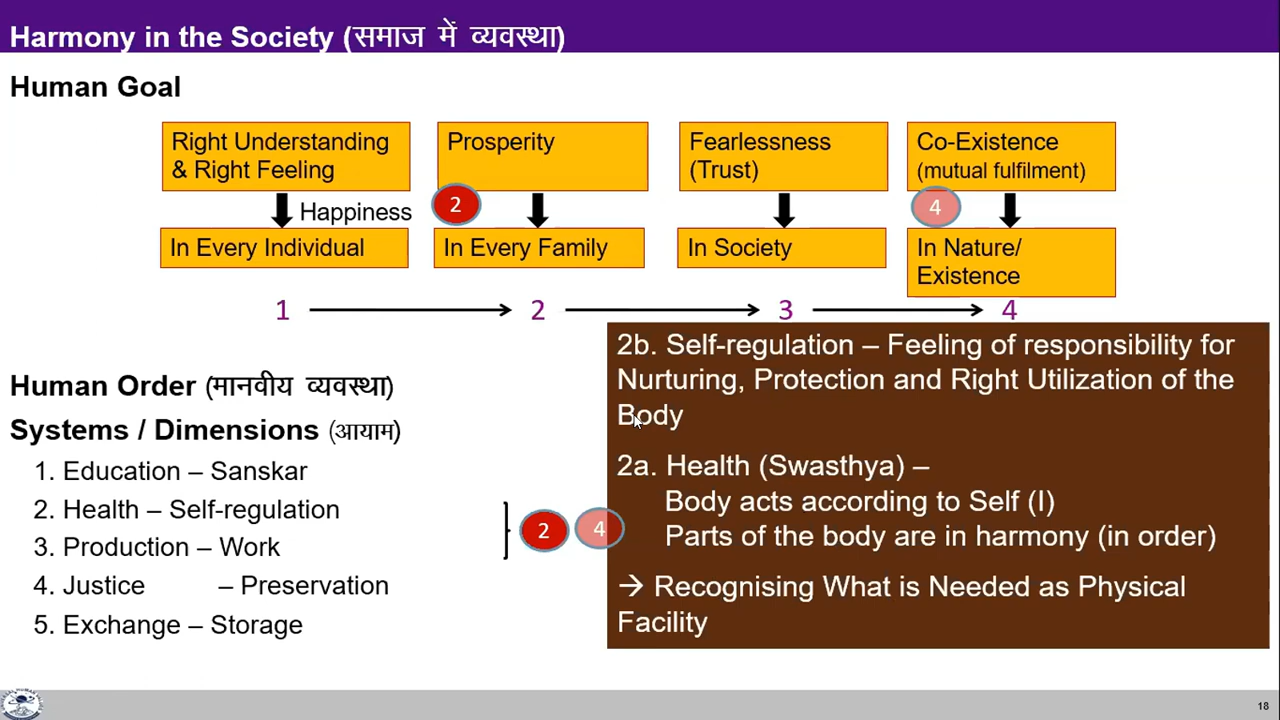 Harmony in the Society (समाज में व्यवस्था)
Human Goal
Right Understanding
& Right Feeling
Prosperity
Fearlessness
(Trust)
Co-Existence
(mutual fulfilment)
Happiness
2
4
In Every Individual
In Every Family
In Society
In Nature/
Existence
1
2
3
4
Human Order (मानवीय व्यवस्था)
Systems / Dimensions (आयाम)
1. Education – Sanskar
2. Health – Self-regulation
3. Production – Work
4. Justice – Preservation
5. Exchange – Storage
2
4
2b. Self-regulation – Feeling of responsibility for
Nurturing, Protection and Right Utilization of the
Body
2a. Health (Swasthya) –
Body acts according to Self (I)
Parts of the body are in harmony (in order)
→ Recognising What is Needed as Physical
Facility
18